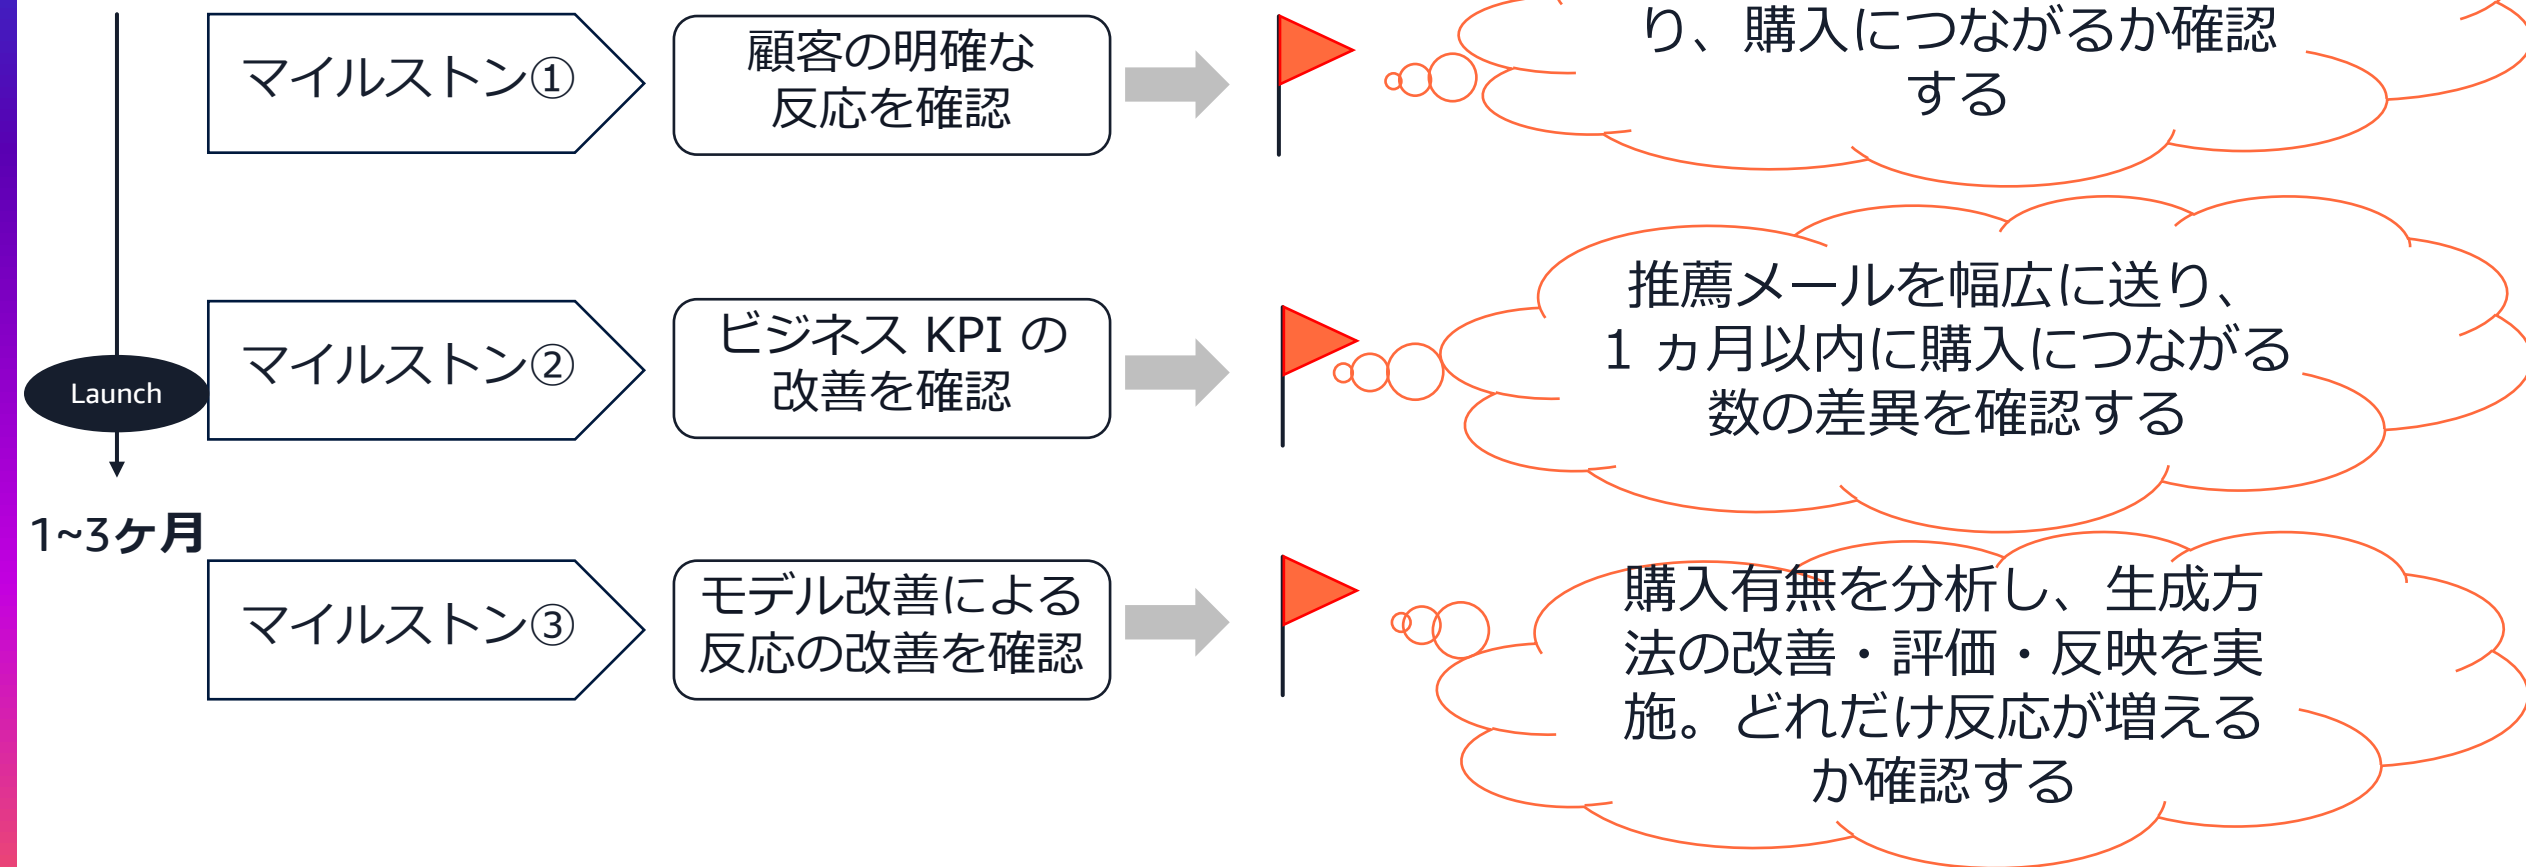 り、購入につながるか確認
する
マイルストン①
顧客の明確な
反応を確認
推薦メールを幅広に送り、
1 ヵ月以内に購入につながる
数の差異を確認する
マイルストン②
ビジネス KPI の
改善を確認
Launch
1~3ヶ月
マイルストン③
モデル改善による
反応の改善を確認
購入有無を分析し、生成方
法の改善・評価・反映を実
施。どれだけ反応が増える
か確認する